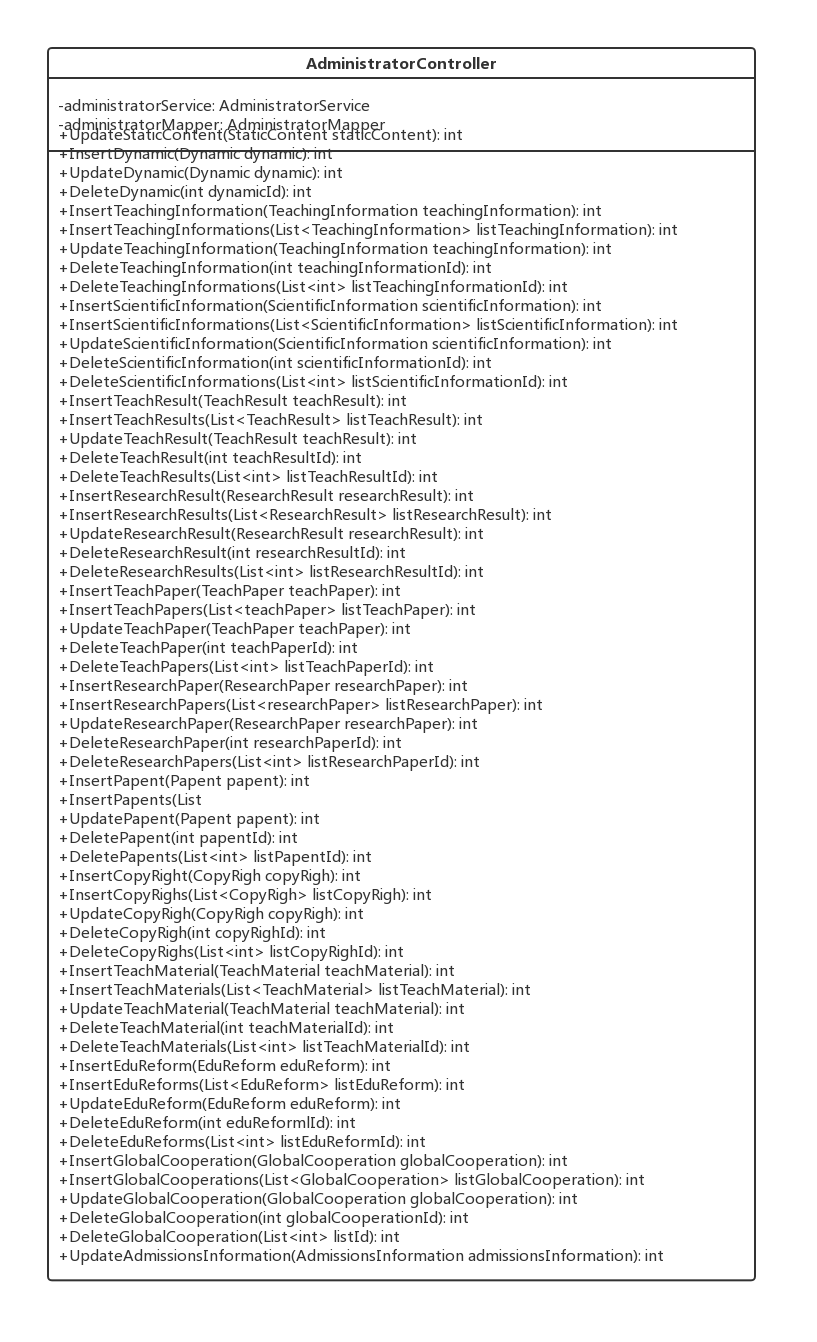 AdministratorController
-administratorService: AdministratorService
-administratorMapper: AdministratorMapper
+UpdateStaticContent(StaticContent staticContent): int
+InsertDynamic(Dynamic dynamic): int
+UpdateDynamic(Dynamic dynamic): int
+DeleteDynamic(int dynamicId): int
+InsertTeachingInformation(TeachingInformation teachingInformation): int
+InsertTeachingInformations(List<TeachingInformation> listTeachingInformation): int
+UpdateTeachingInformation(TeachingInformation teachingInformation): int
+DeleteTeachingInformation(int teachingInformationId): int
+DeleteTeachingInformations(List<int> listTeachingInformationId): int
+InsertScientificInformation(ScientificInformation scientificInformation): int
+InsertScientificInformations(List<ScientificInformation> listScientificInformation): int
+UpdateScientificInformation(ScientificInformation scientificInformation): int
+DeleteScientificInformation(int scientificInformationId): int
+DeleteScientificInformations(List<int> listScientificInformationId): int
+InsertTeachResult(TeachResult teachResult): int
+InsertTeachResults(List<TeachResult> listTeachResult): int
+UpdateTeachResult(TeachResult teachResult): int
+DeleteTeachResult(int teachResultId): int
+DeleteTeachResults(List<int> listTeachResultId): int
+InsertResearchResult(ResearchResult researchResult): int
+InsertResearchResults(List<ResearchResult> listResearchResult): int
+UpdateResearchResult(ResearchResult researchResult): int
+DeleteResearchResult(int researchResultId): int
+DeleteResearchResults(List<int> listResearchResultId): int
+InsertTeachPaper(TeachPaper teachPaper): int
+InsertTeachPapers(List<teachPaper> listTeachPaper): int
+UpdateTeachPaper(TeachPaper teachPaper): int
+DeleteTeachPaper(int teachPaperId): int
+DeleteTeachPapers(List<int> listTeachPaperId): int
+InsertResearchPaper(ResearchPaper researchPaper): int
+InsertResearchPapers(List<researchPaper> listResearchPaper): int
+UpdateResearchPaper(ResearchPaper researchPaper): int
+DeleteResearchPaper(int researchPaperId): int
+DeleteResearchPapers(List<int> listResearchPaperId): int
+InsertPapent(Papent papent): int
+InsertPapents(List
+UpdatePapent(Papent papent): int
+DeletePapent(int papentId): int
+DeletePapents(List<int> listPapentId): int
+InsertCopyRight(CopyRigh copyRigh): int
+InsertCopyRighs(List<CopyRigh> listCopyRigh): int
+UpdateCopyRigh(CopyRigh copyRigh): int
+DeleteCopyRigh(int copyRighId): int
+DeleteCopyRighs(List<int> listCopyRighId): int
+InsertTeachMaterial(TeachMaterial teachMaterial): int
+InsertTeachMaterials(List<TeachMaterial> listTeachMaterial): int
+UpdateTeachMaterial(TeachMaterial teachMaterial): int
+DeleteTeachMaterial(int teachMaterialId): int
+DeleteTeachMaterials(List<int> listTeachMaterialId): int
+InsertEduReform(EduReform eduReform): int
+InsertEduReforms(List<EduReform> listEduReform): int
+UpdateEduReform(EduReform eduReform): int
+DeleteEduReform(int eduReformlId): int
+DeleteEduReforms(List<int> listEduReformId): int
+InsertGlobalCooperation(GlobalCooperation globalCooperation): int
+InsertGlobalCooperations(List<GlobalCooperation> listGlobalCooperation): int
+UpdateGlobalCooperation(GlobalCooperation globalCooperation): int
+DeleteGlobalCooperation(int globalCooperationId): int
+DeleteGlobalCooperation(List<int> listId): int
+UpdateAdmissionsInformation(AdmissionsInformation admissionsInformation): int